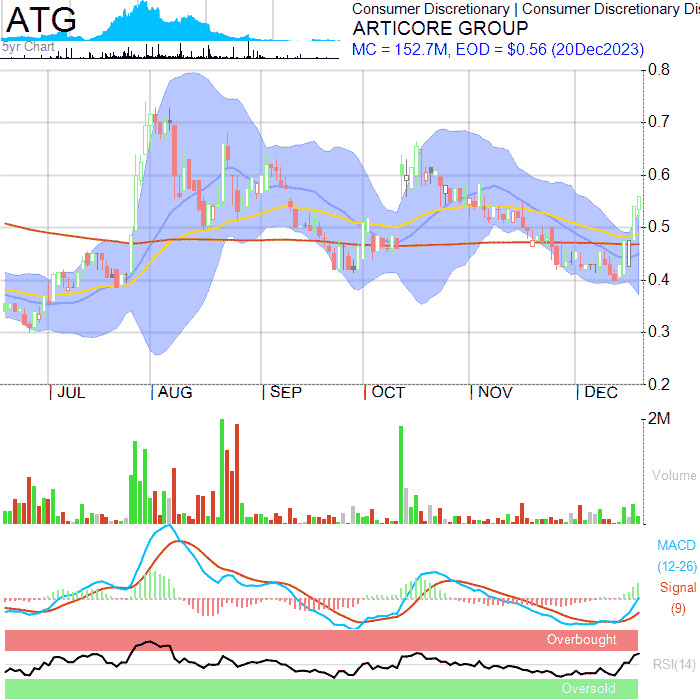 ATG
5yr Chart
Consumer Discretionary | Consumer Discretionary Dis
ARTICORE GROUP
MC = 152.7M, EOD = $0.56 (20Dec2023)
0.8
0.7
0.6
0.5
0.4
0.3
0.2
JUL AUG SEP OCT NOV DEC
2M
Volume
MACD
(12-26)
Signal
(9)
Overbought
RSI(14)
Oversold